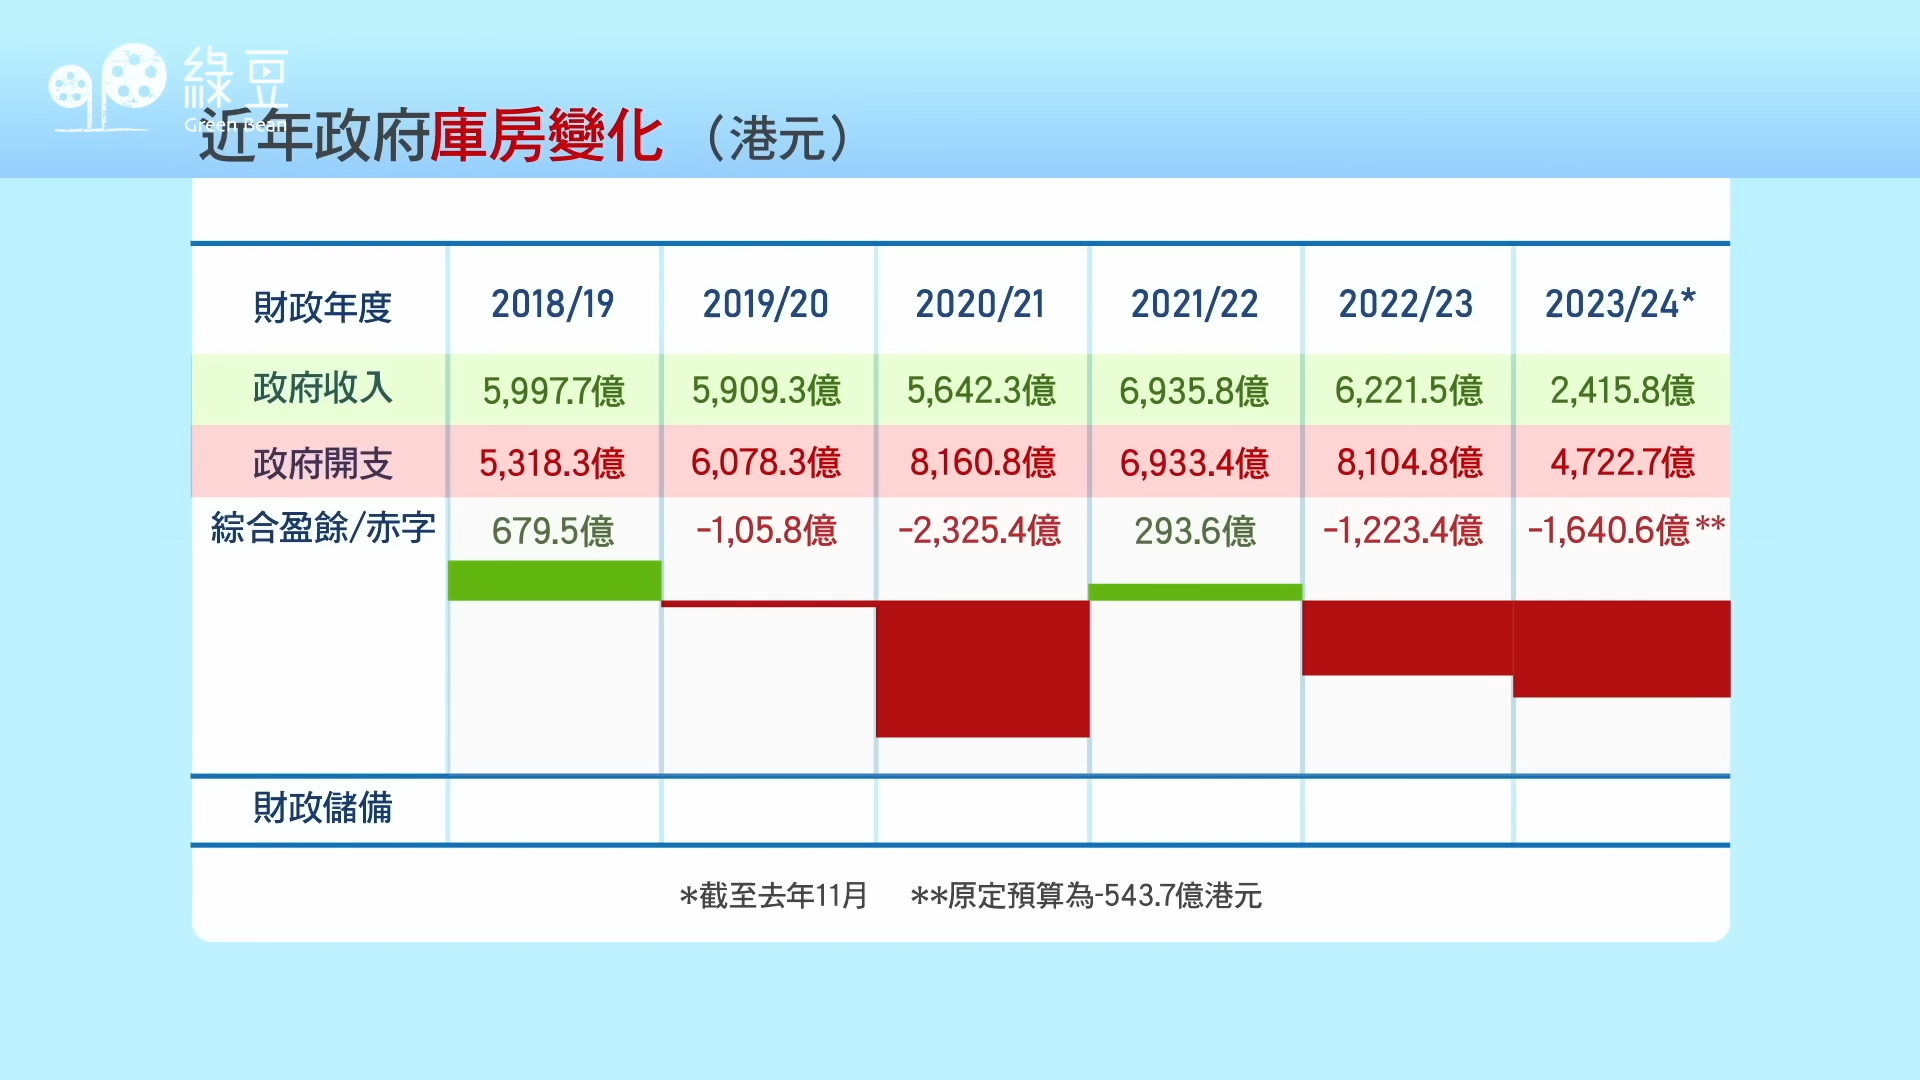 綠豆
Green Bean
近年政府庫房變化（港元）
財政年度 2018/19 2019/20 2020/21 2021/22 2022/23 2023/24*
政府收入 5,997.7億 5,909.3億 5,642.3億 6,935.8億 6,221.5億 2,415.8億
政府開支 5,318.3億 6,078.3億 8,160.8億 6,933.4億 8,104.8億 4,722.7億
綜合盈餘/赤字 679.5億 -1,05.8億 -2,325.4億 293.6億 -1,223.4億 -1,640.6億**
財政儲備
*截至去年11月 **原定預算為-543.7億港元